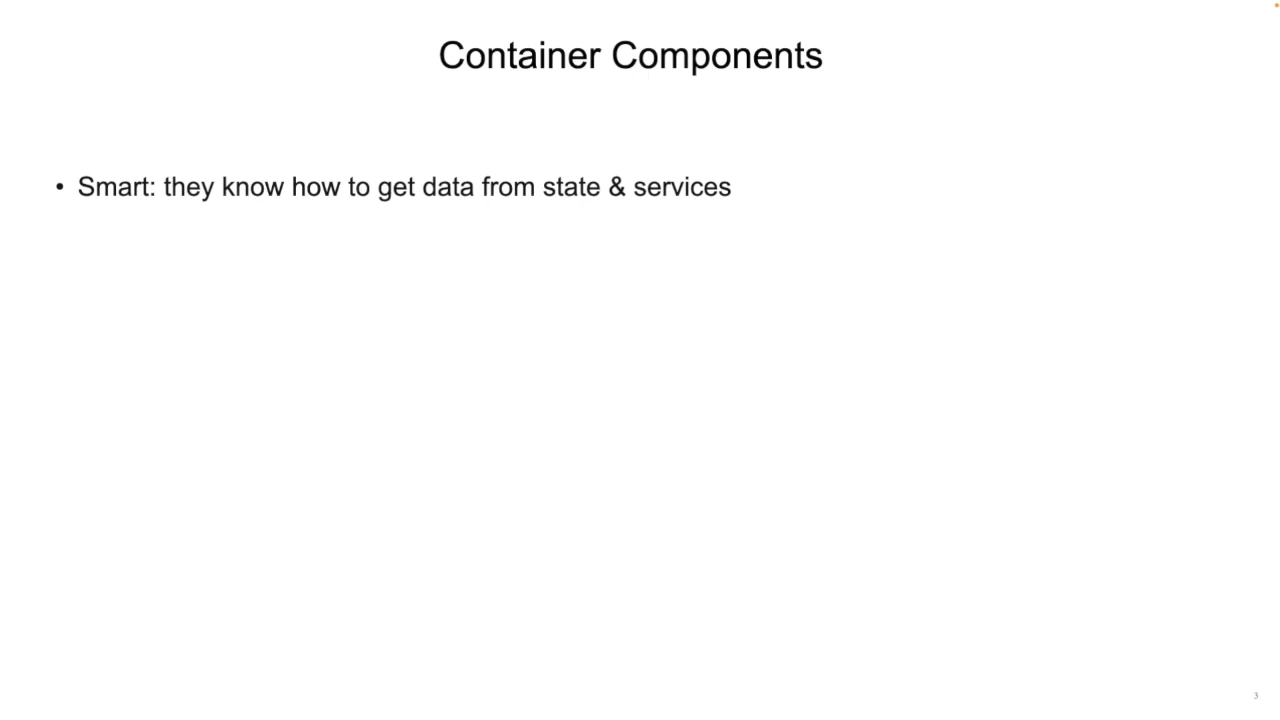 Container Components
• Smart: they know how to get data from state & services
3